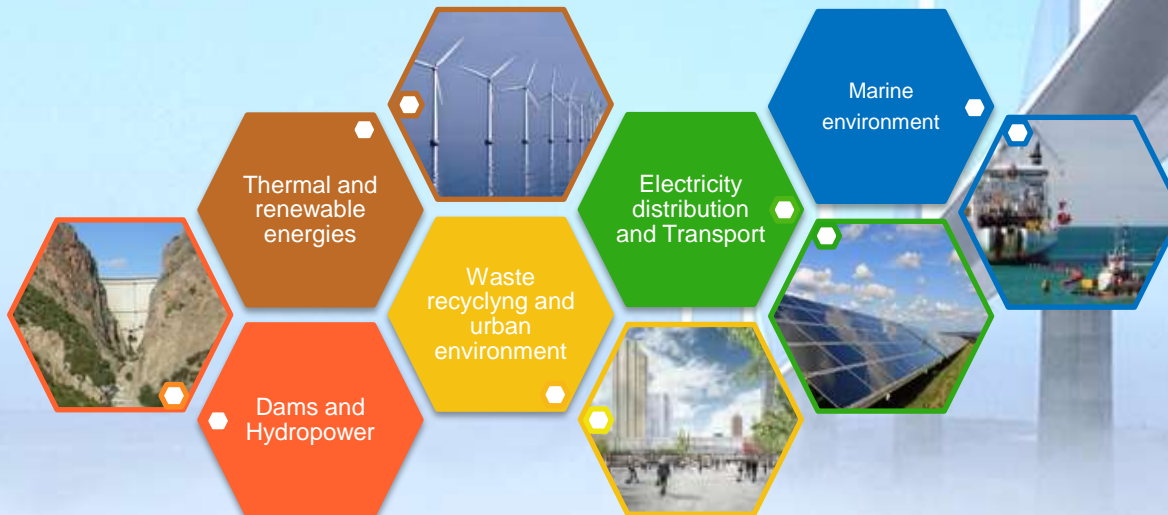 Thermal and
renewable
energies
Dams and
Hydropower
Waste
recyclyng and
urban
environment
Electricity
distribution
and Transport
Marine
environment